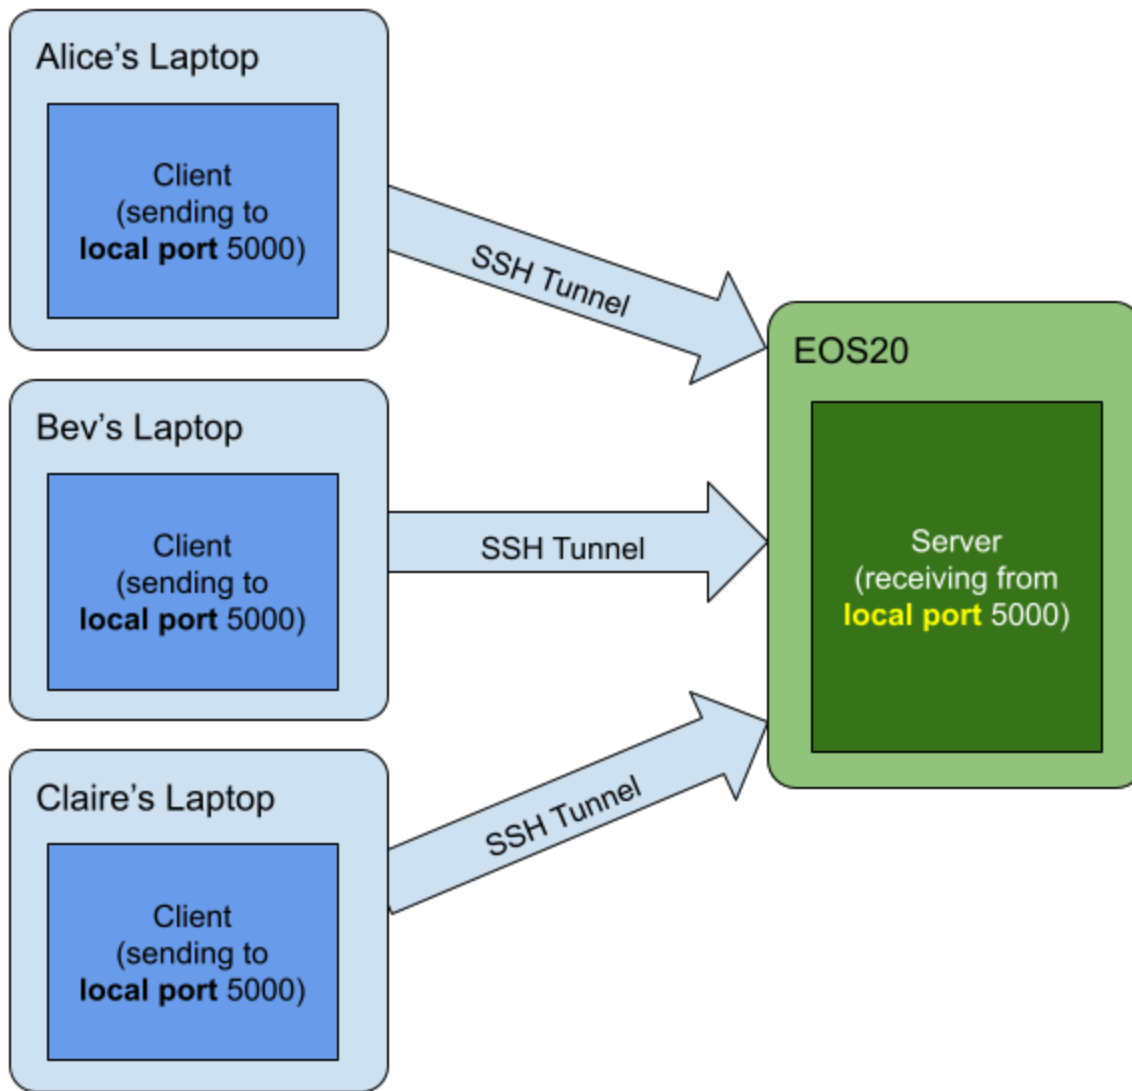 Alice’s Laptop
Client
(sending to
local port 5000)
SSH Tunnel
Bev’s Laptop
Client
(sending to
local port 5000)
SSH Tunnel
Claire’s Laptop
Client
(sending to
local port 5000)
SSH Tunnel
EOS20
Server
(receiving from
local port 5000)